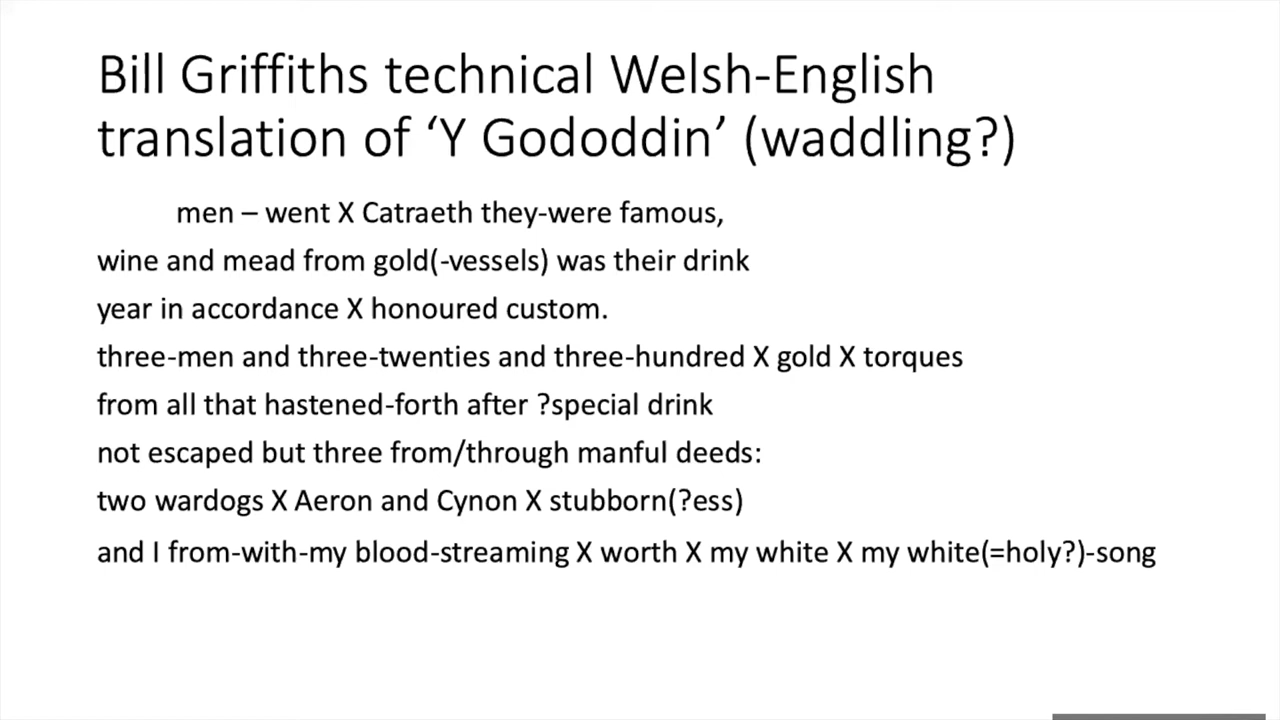 Bill Griffiths technical Welsh-English
translation of ‘Y Gododdin’ (waddling?)
men – went X Catraeth they-were famous,
wine and mead from gold(-vessels) was their drink
year in accordance X honoured custom.
three-men and three-twenties and three-hundred X gold X torques
from all that hastened-forth after ?special drink
not escaped but three from/through manful deeds:
two wardogs X Aeron and Cynon X stubborn(?ess)
and I from-with-my blood-streaming X worth X my white X my white(=holy?)-song